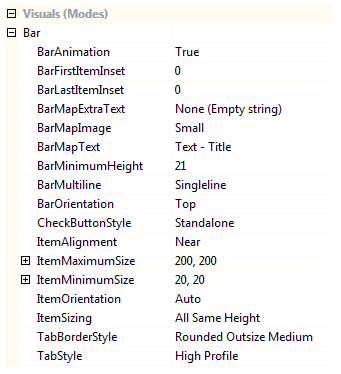 Visuals (Modes)
Bar
BarAnimation True
BarFirstItemInset 0
BarLastItemInset 0
BarMapExtraText None (Empty string)
BarMapImage Small
BarMapText Text - Title
BarMinimumHeight 21
BarMultiline Singleline
BarOrientation Top
CheckButtonStyle Standalone
ItemAlignment Near
ItemMaximumSize 200, 200
ItemMinimumSize 20, 20
ItemOrientation Auto
ItemSizing All Same Height
TabBorderStyle Rounded Outsize Medium
TabStyle High Profile